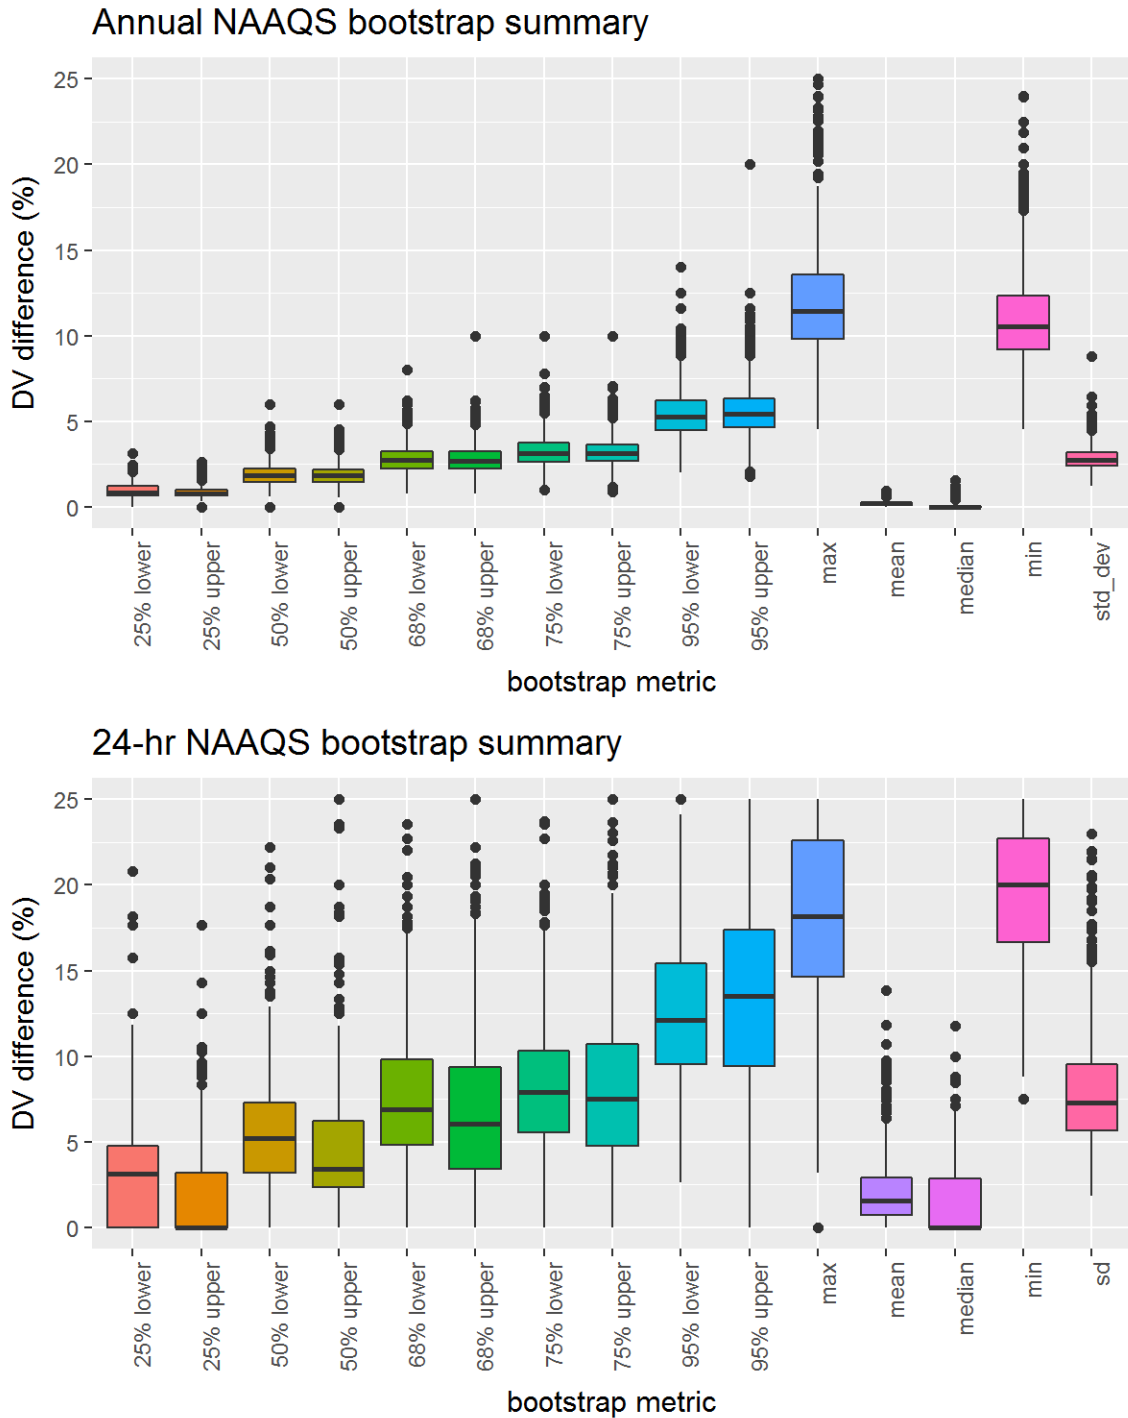 Annual NAAQS bootstrap summary
DV difference (%)
25
20
15
10
5
0
25% lower
25% upper
50% lower
50% upper
68% lower
68% upper
75% lower
75% upper
95% lower
95% upper
max
mean
median
min
std_dev
bootstrap metric
24-hr NAAQS bootstrap summary
DV difference (%)
25
20
15
10
5
0
25% lower
25% upper
50% lower
50% upper
68% lower
68% upper
75% lower
75% upper
95% lower
95% upper
max
mean
median
min
sd
bootstrap metric